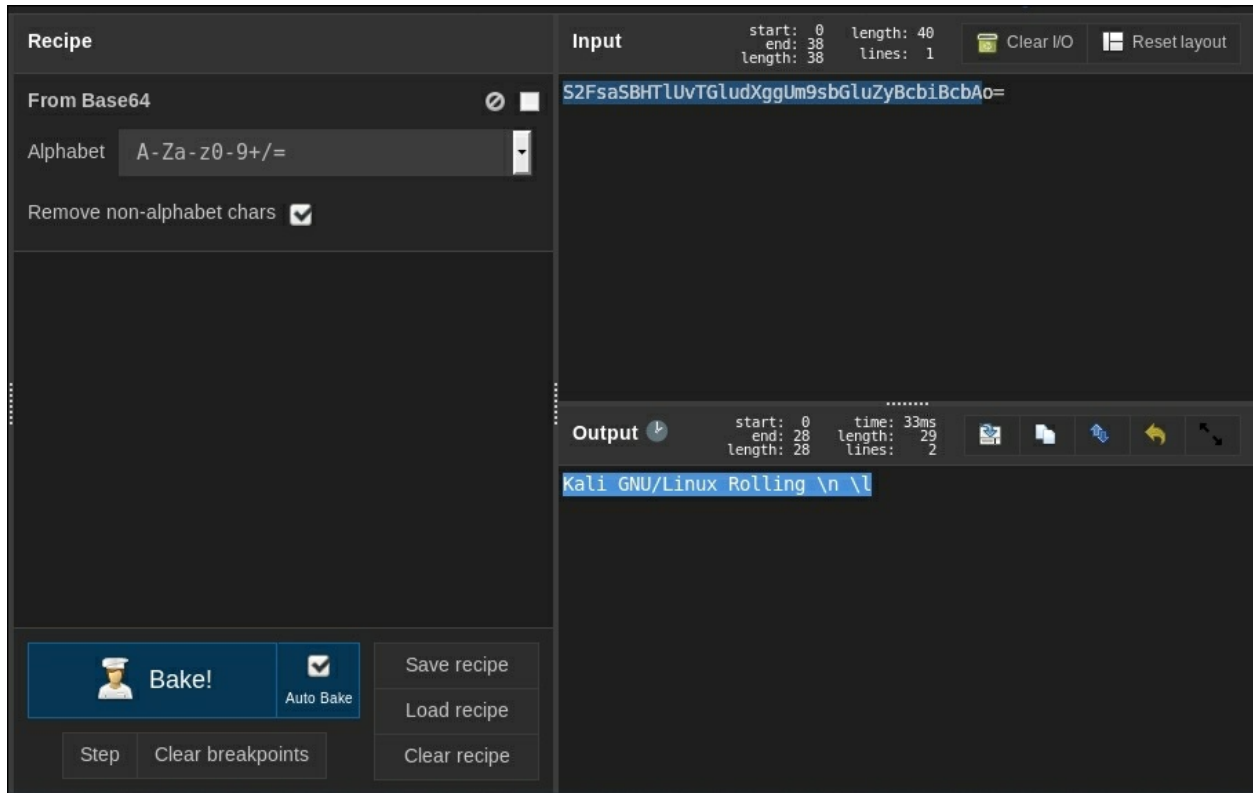 Recipe
From Base64
Alphabet A-Za-z0-9+/=
Remove non-alphabet chars
Bake!
Auto Bake
Step
Clear breakpoints
Save recipe
Load recipe
Clear recipe
Input
start: 0
end: 38
length: 38
length: 40
lines: 1
Clear I/O
Reset layout
S2FsaSBHTlUvTGludXggUm9sbGluZyBcbiBcbAo=
Output
start: 0
end: 28
length: 28
time: 33ms
length: 29
lines: 2
Kali GNU/Linux Rolling \n \l